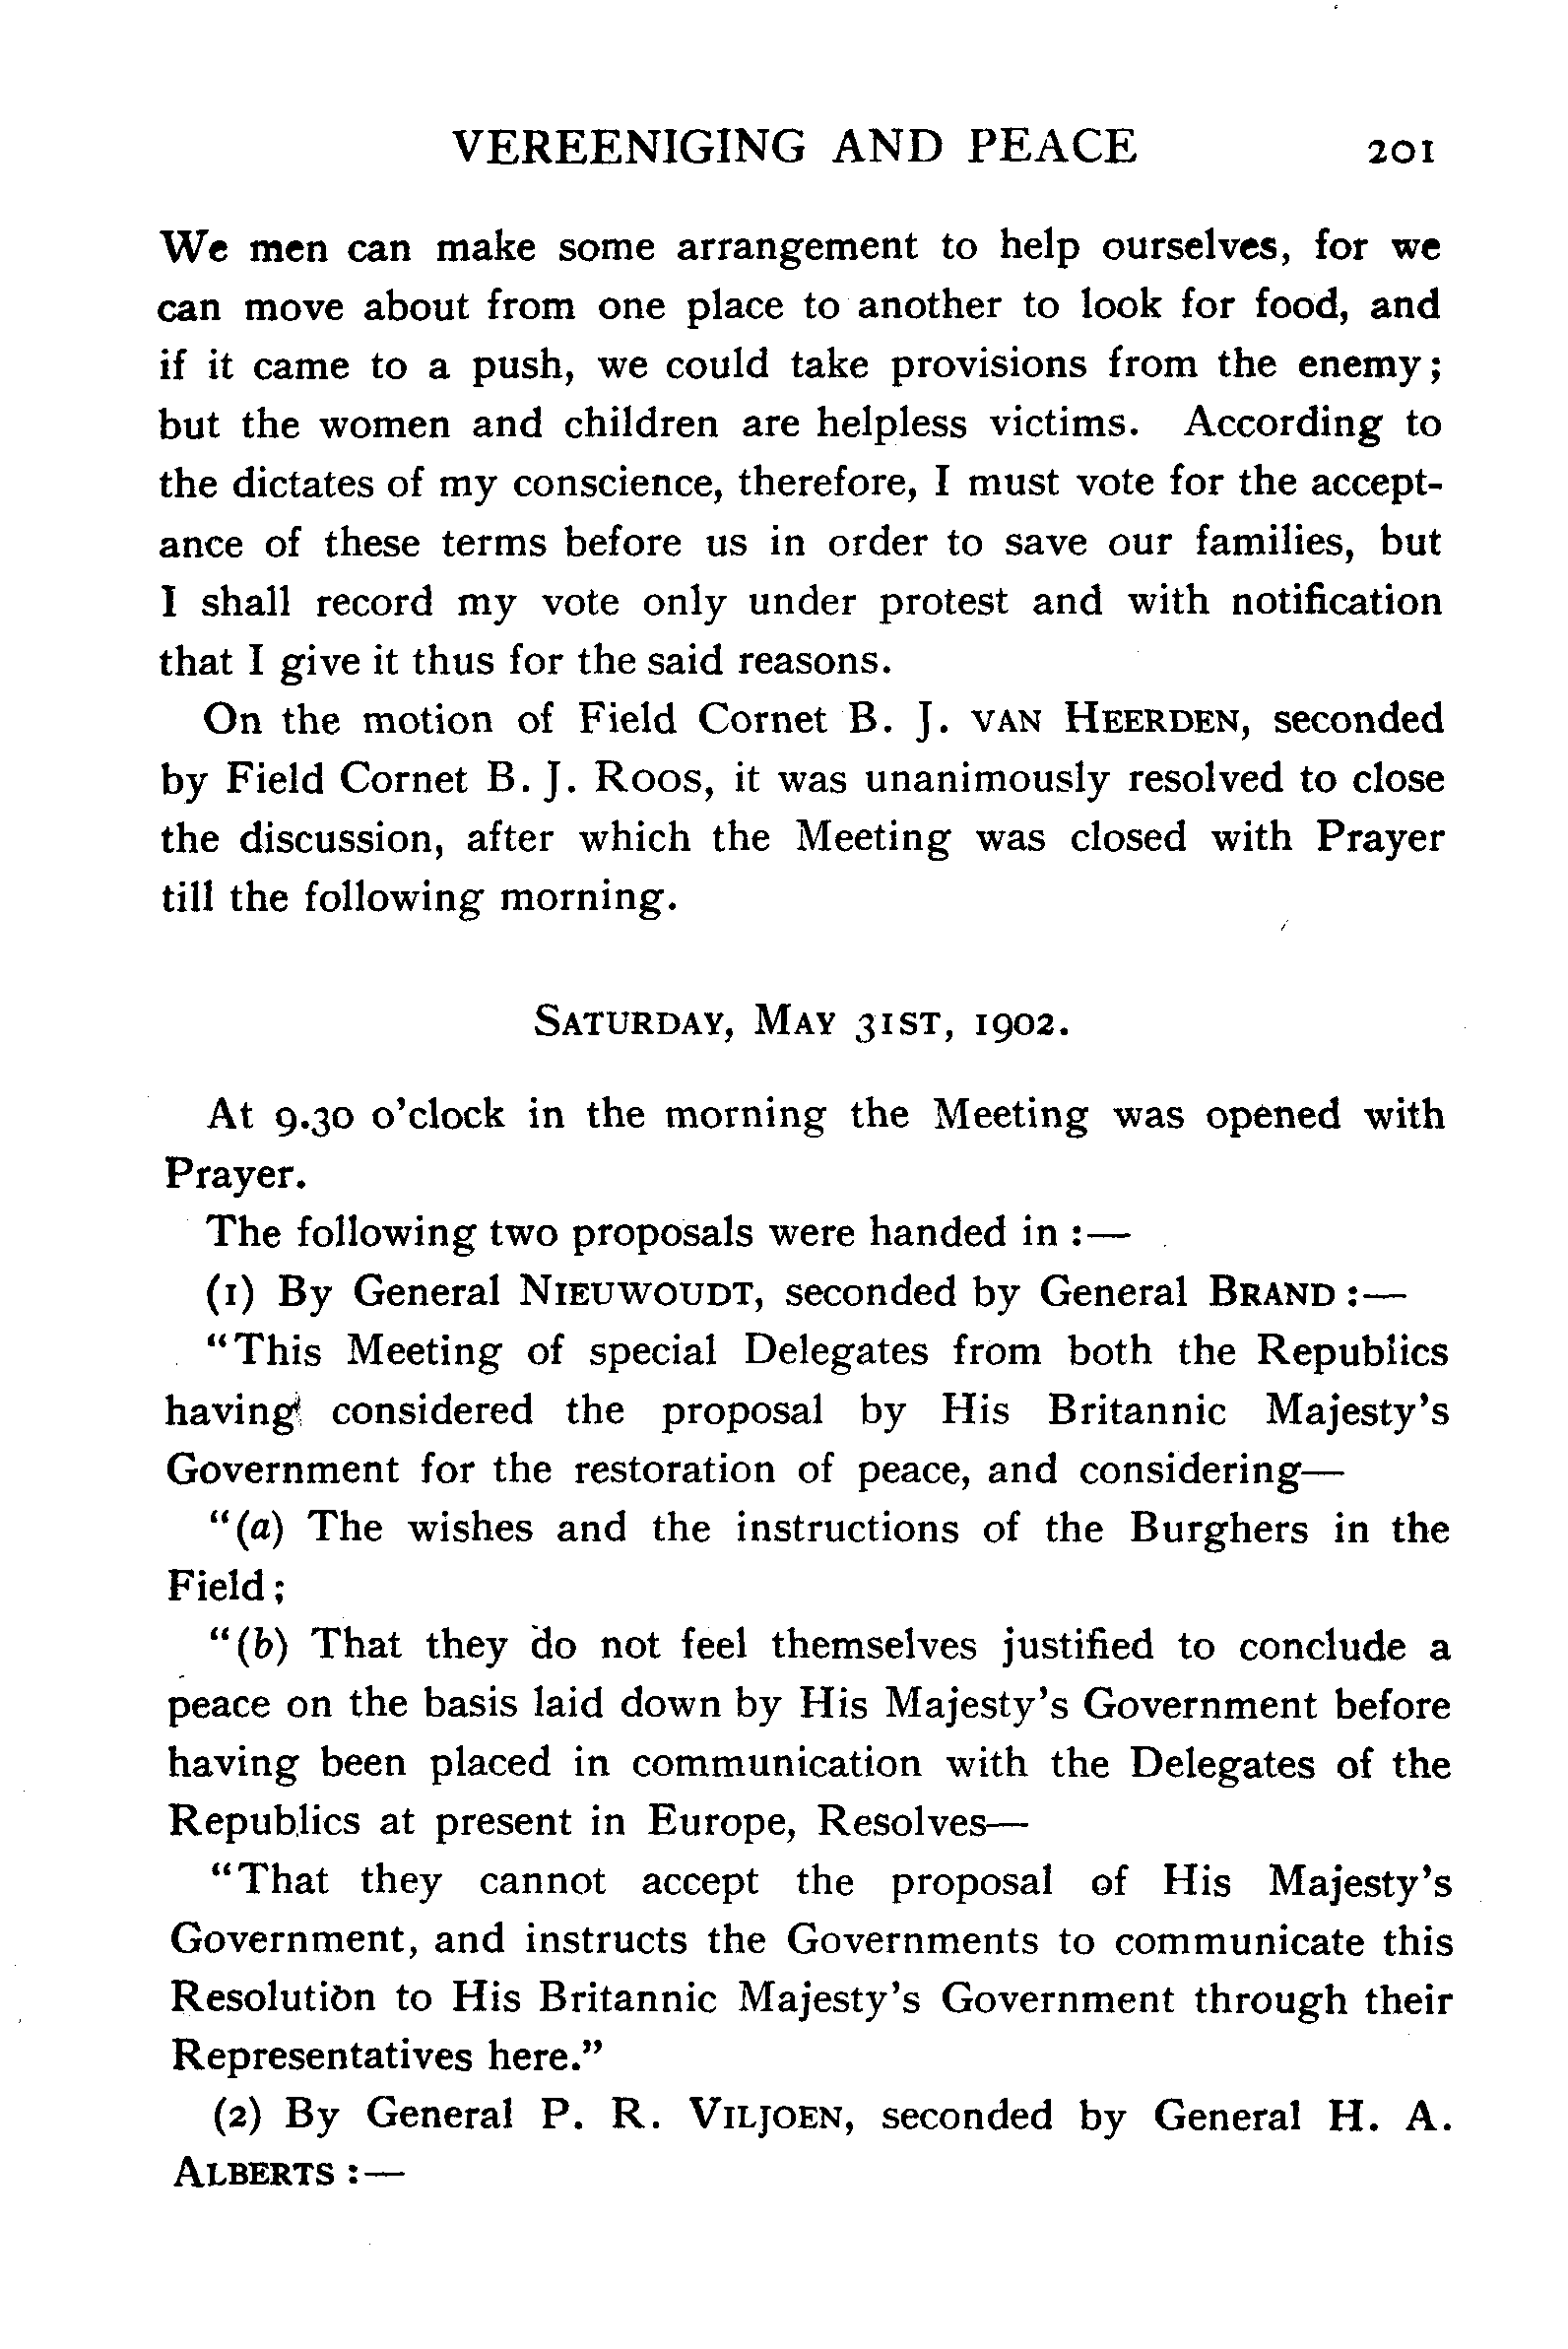 VEREENIGING AND PEACE 201
We men can make some arrangement to help ourselves, for we
can move about from one place to another to look for food, and
if it came to a push, we could take provisions from the enemy;
but the women and children are helpless victims. According to
the dictates of my conscience, therefore, I must vote for the accept-
ance of these terms before us in order to save our families, but
I shall record my vote only under protest and with notification
that I give it thus for the said reasons.
On the motion of Field Cornet B. J. VAN HEERDEN, seconded
by Field Cornet B. J. Roos, it was unanimously resolved to close
the discussion, after which the Meeting was closed with Prayer
till the following morning.
SATURDAY, MAY 31ST, 1902.
At 9.30 o'clock in the morning the Meeting was opened with
Prayer.
The following two proposals were handed in :—
(1) By General NIEUWOUDT, seconded by General BRAND :—
"This Meeting of special Delegates from both the Republics
having considered the proposal by His Britannic Majesty's
Government for the restoration of peace, and considering—
"(a) The wishes and the instructions of the Burghers in the
Field;
"(b) That they do not feel themselves justified to conclude a
peace on the basis laid down by His Majesty's Government before
having been placed in communication with the Delegates of the
Republics at present in Europe, Resolves—
"That they cannot accept the proposal of His Majesty's
Government, and instructs the Governments to communicate this
Resolution to His Britannic Majesty's Government through their
Representatives here."
(2) By General P. R. VILJOEN, seconded by General H. A.
ALBERTS :—